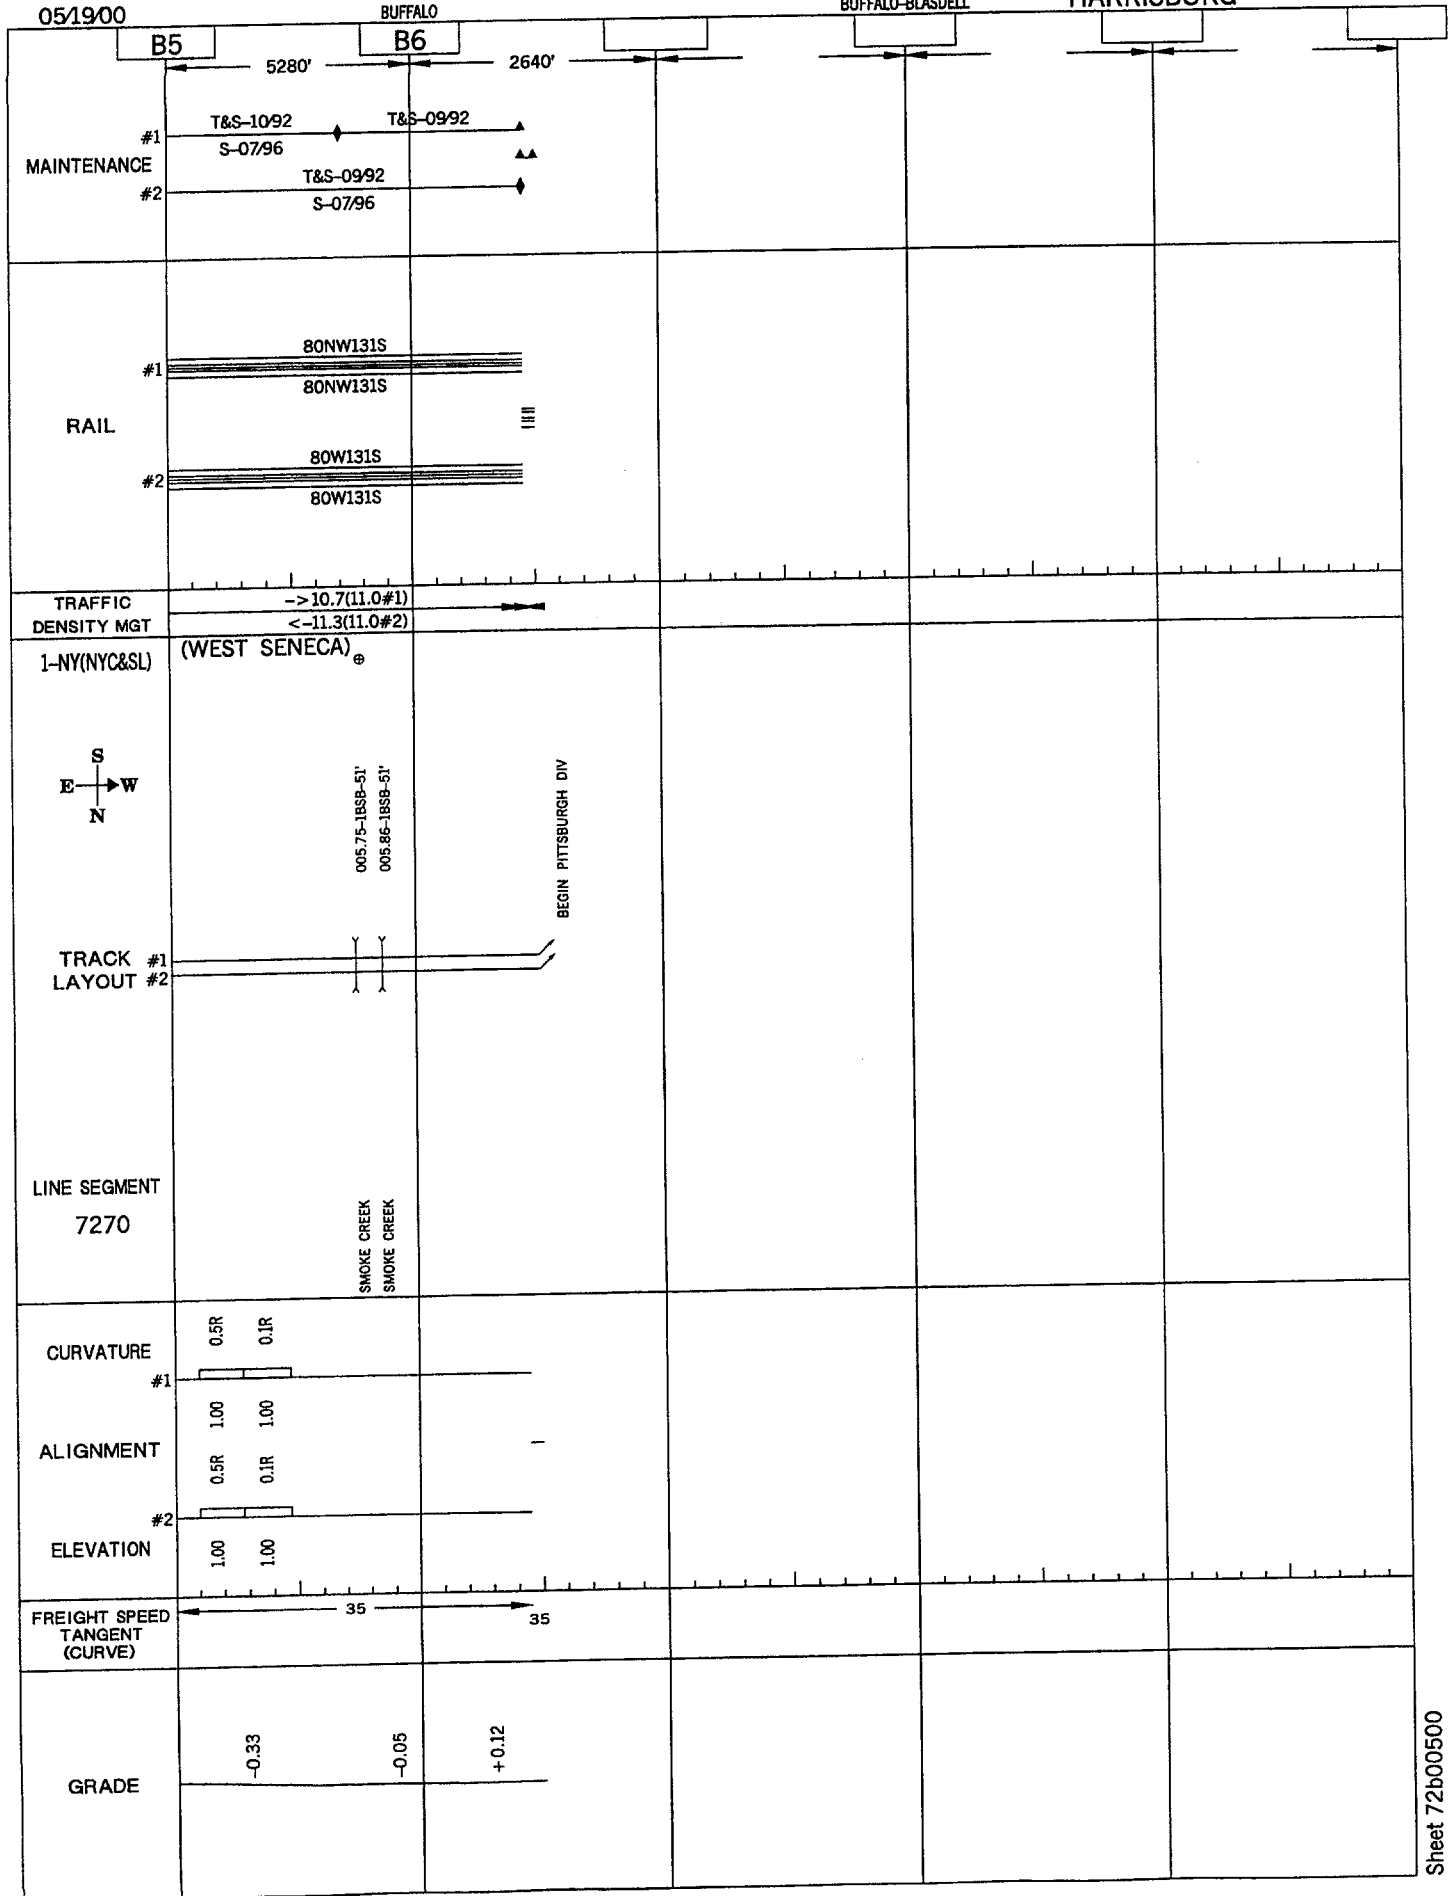 05/19/00
BUFFALO
BUFFALO-BLASDELL
HARRISBURG
B5
B6
5280'
2640'
MAINTENANCE
#1
T&S-10/92
T&S-09/92
S-07/96
#2
T&S-09/92
S-07/96
RAIL
#1
80NW131S
80NW131S
#2
80W131S
80W131S
TRAFFIC
DENSITY MGT
->10.7(11.0#1)
<-11.3(11.0#2)
1-NY(NYC&SL)
(WEST SENECA)
S
E W
N
005.75-1BSB-51'
005.86-1BSB-51'
BEGIN PITTSBURGH DIV
TRACK #1
LAYOUT #2
LINE SEGMENT
7270
SMOKE CREEK
SMOKE CREEK
CURVATURE
0.5R
0.1R
#1
1.00
1.00
ALIGNMENT
0.5R
0.1R
#2
ELEVATION
1.00
1.00
FREIGHT SPEED
TANGENT
(CURVE)
35
35
GRADE
-0.33
-0.05
+0.12
Sheet 72b00500